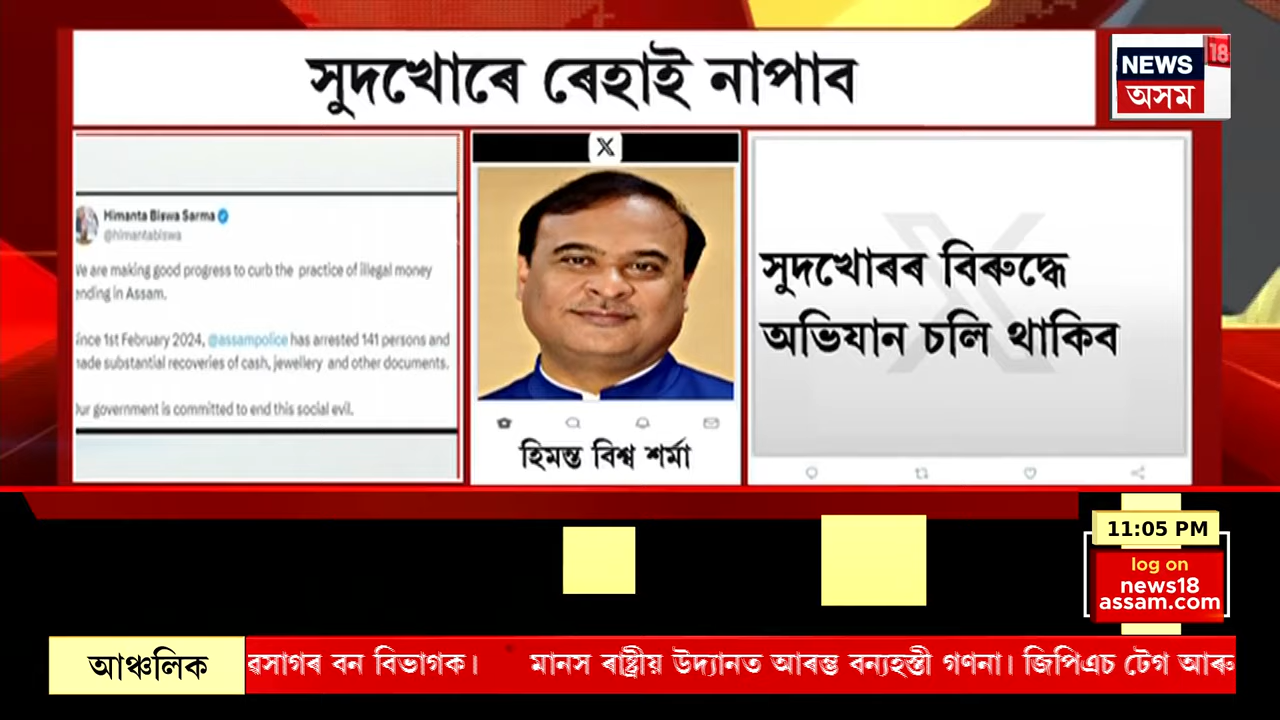 সুদখোৰে ৰেহাই নাপাব
NEWS 18
অসম
Himanta Biswa Sarma
@himantabiswa
We are making good progress to curb the practice of illegal money
ending in Assam.
ince 1st February 2024, @assampolice has arrested 141 persons and
nade substantial recoveries of cash, jewellery and other documents.
Our government is committed to end this social evil.
X
হিমন্ত বিশ্ব শৰ্মা
সুদখোৰৰ বিৰুদ্ধে
অভিযান চলি থাকিব
11:05 PM
log on
news18
assam.com
আঞ্চলিক
ৱসাগৰ বন বিভাগক। মানস ৰাষ্ট্ৰীয় উদ্যানত আৰম্ভ বন্যহস্তী গণনা। জিপিএচ টেগ আৰু